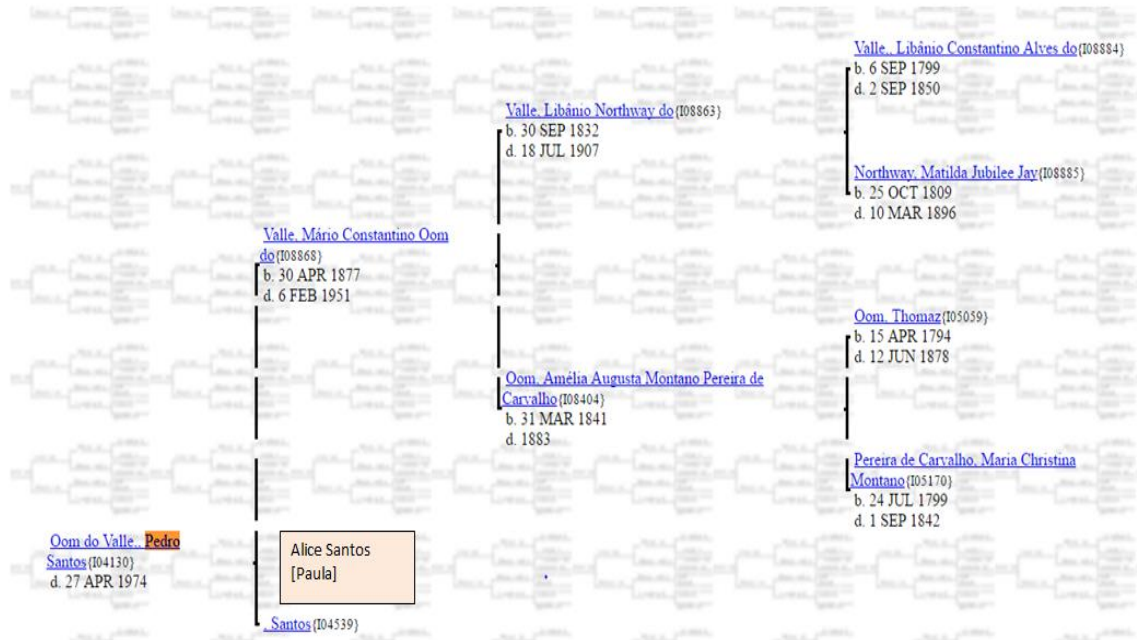 Valle,. Libânio Constantino Alves do{I08884}
b. 6 SEP 1799
d. 2 SEP 1850
Valle, Libânio Northway do{I08863}
b. 30 SEP 1832
d. 18 JUL 1907
Northway, Matilda Jubilee Jay{I08885}
b. 25 OCT 1809
d. 10 MAR 1896
Valle, Mário Constantino Oom
do{I08868}
b. 30 APR 1877
d. 6 FEB 1951
Oom, Thomaz{I05059}
b. 15 APR 1794
d. 12 JUN 1878
Oom, Amélia Augusta Montano Pereira de
Carvalho{I08404}
b. 31 MAR 1841
d. 1883
Pereira de Carvalho, Maria Christina
Montano{I05170}
b. 24 JUL 1799
d. 1 SEP 1842
Oom do Valle,. Pedro
Santos{I04130}
d. 27 APR 1974
Alice Santos
[Paula]
, Santos{I04539}